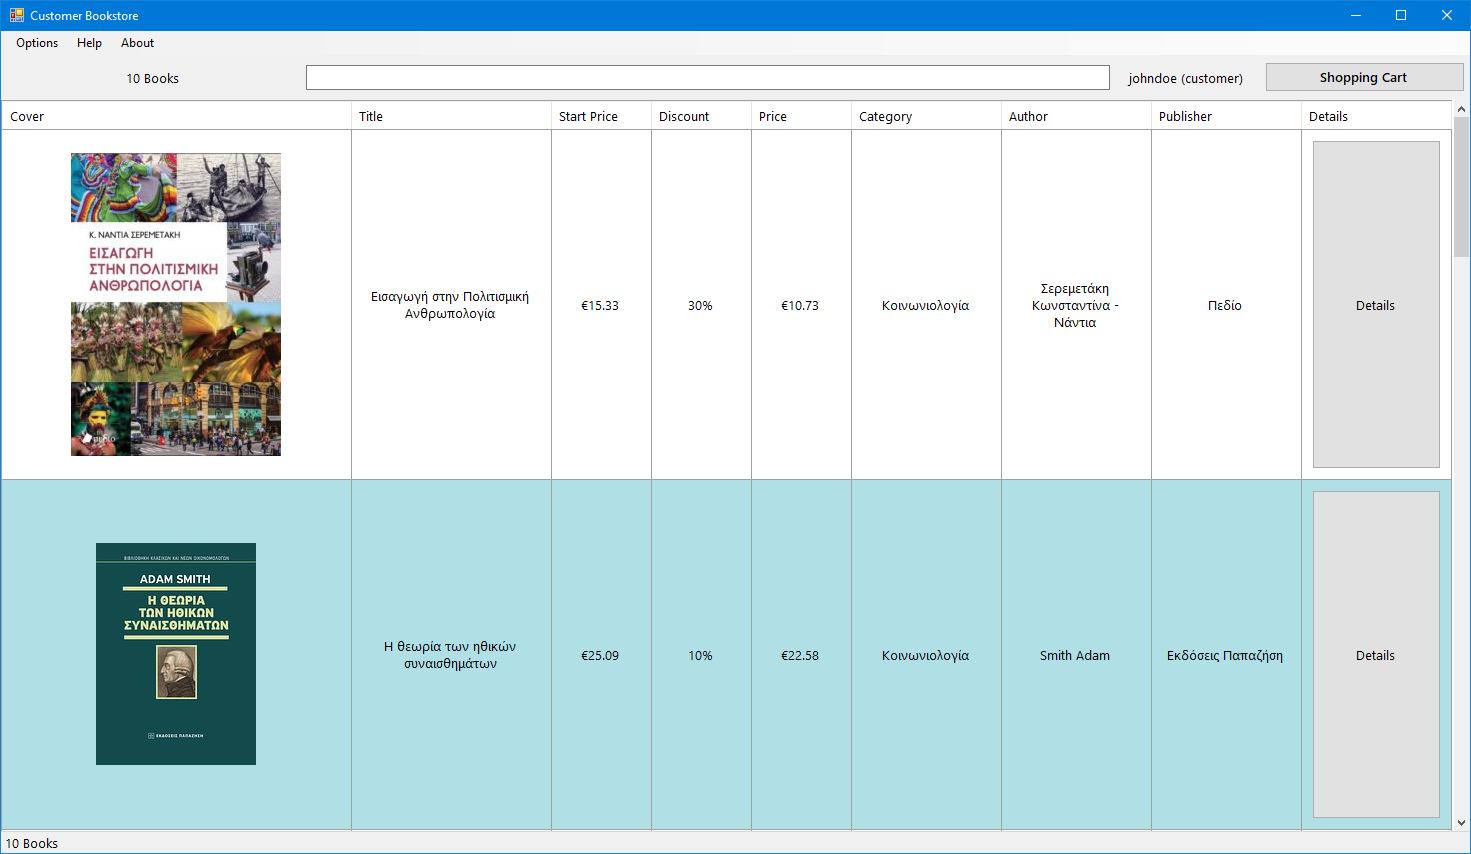 Customer Bookstore
Options Help About
10 Books
johndoe (customer)
Shopping Cart
Cover Title Start Price Discount Price Category Author Publisher Details
Κ. ΝΑΝΤΙΑ ΣΕΡΕΜΕΤΑΚΗ
ΕΙΣΑΓΩΓΗ
ΣΤΗΝ ΠΟΛΙΤΙΣΜΙΚΗ
ΑΝΘΡΩΠΟΛΟΓΙΑ
Εισαγωγή στην Πολιτισμική
Ανθρωπολογία
€15.33
30%
€10.73
Κοινωνιολογία
Σερεμετάκη
Κωνσταντίνα -
Νάντια
Πεδίο
Details
ΒΙΒΛΙΟΘΗΚΗ ΚΛΑΣΙΚΩΝ ΚΑΙ ΝΕΩΝ ΟΙΚΟΝΟΜΟΛΟΓΩΝ
ADAM SMITH
Η ΘΕΩΡΙΑ
ΤΩΝ ΗΘΙΚΩΝ
ΣΥΝΑΙΣΘΗΜΑΤΩΝ
ΕΚΔΟΣΕΙΣ ΠΑΠΑΖΗΣΗ
Η θεωρία των ηθικών
συναισθημάτων
€25.09
10%
€22.58
Κοινωνιολογία
Smith Adam
Εκδόσεις Παπαζήση
Details
10 Books